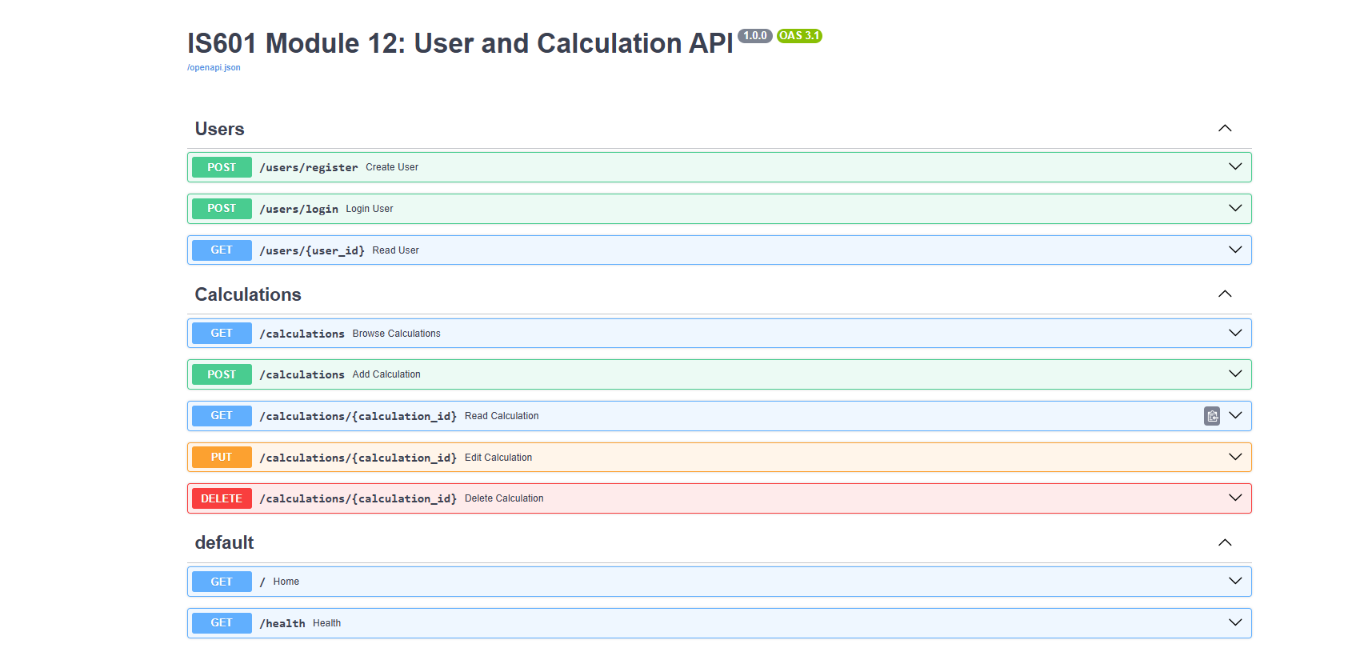 IS601 Module 12: User and Calculation API 1.0.0 OAS 3.1
/openapi.json
Users
POST /users/register Create User
POST /users/login Login User
GET /users/{user_id} Read User
Calculations
GET /calculations Browse Calculations
POST /calculations Add Calculation
GET /calculations/{calculation_id} Read Calculation
PUT /calculations/{calculation_id} Edit Calculation
DELETE /calculations/{calculation_id} Delete Calculation
default
GET / Home
GET /health Health